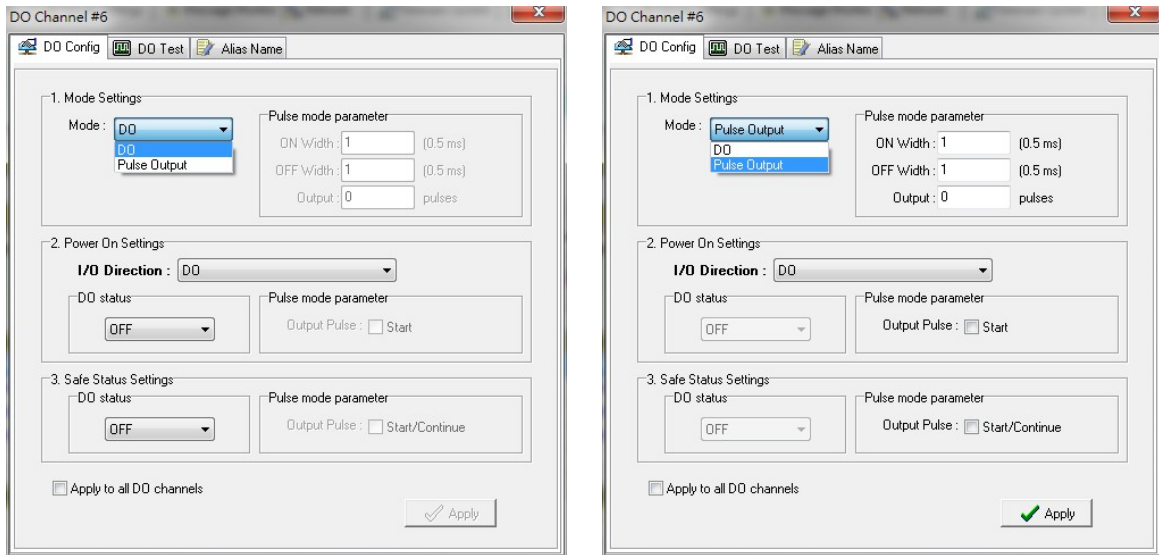 DO Channel #6
DO Config DO Test Alias Name
1. Mode Settings
Mode : DO
DO
Pulse Output
Pulse mode parameter
ON Width : 1 (0.5 ms)
OFF Width : 1 (0.5 ms)
Output : 0 pulses
2. Power On Settings
I/O Direction : DO
DO status
OFF
Pulse mode parameter
Output Pulse : Start
3. Safe Status Settings
DO status
OFF
Pulse mode parameter
Output Pulse : Start/Continue
Apply to all DO channels
Apply
DO Channel #6
DO Config DO Test Alias Name
1. Mode Settings
Mode : Pulse Output
DO
Pulse Output
Pulse mode parameter
ON Width : 1 (0.5 ms)
OFF Width : 1 (0.5 ms)
Output : 0 pulses
2. Power On Settings
I/O Direction : DO
DO status
OFF
Pulse mode parameter
Output Pulse : Start
3. Safe Status Settings
DO status
OFF
Pulse mode parameter
Output Pulse : Start/Continue
Apply to all DO channels
Apply